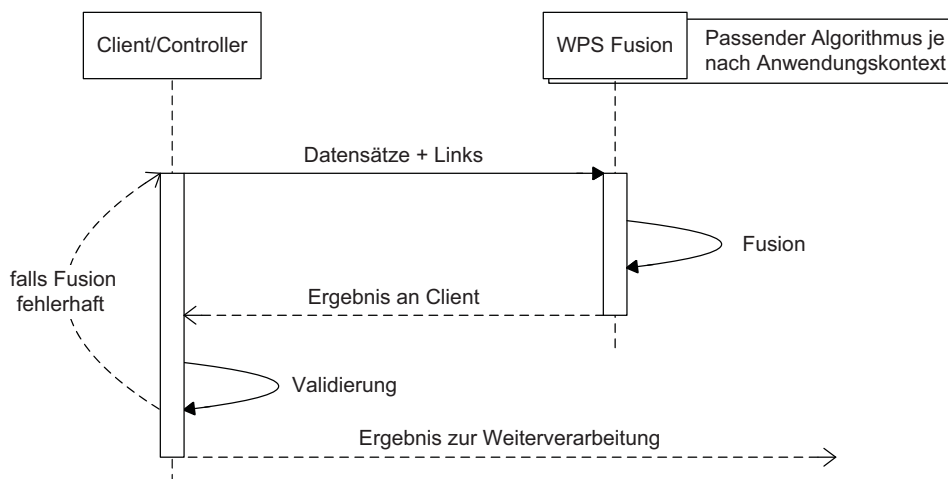 Client/Controller
WPS Fusion
Passender Algorithmus je
nach Anwendungskontext
Datensätze + Links
Fusion
falls Fusion
fehlerhaft
Ergebnis an Client
Validierung
Ergebnis zur Weiterverarbeitung